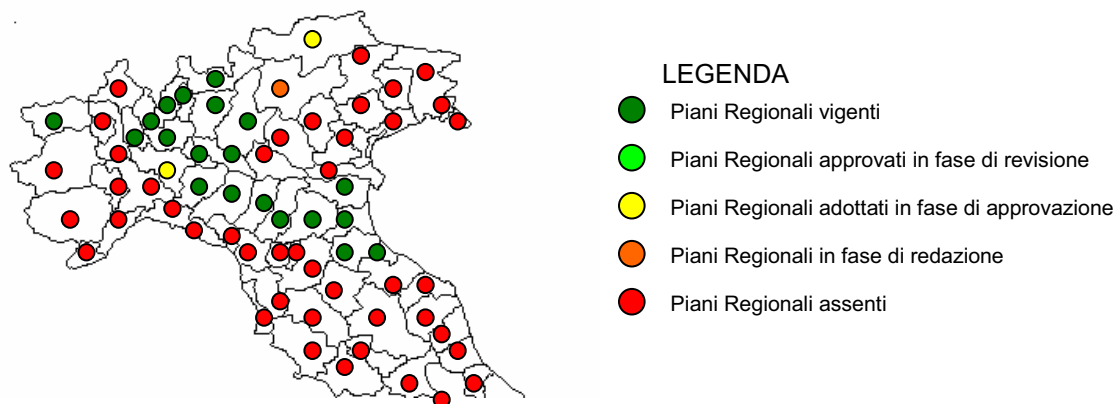 LEGENDA
Piani Regionali vigenti
Piani Regionali approvati in fase di revisione
Piani Regionali adottati in fase di approvazione
Piani Regionali in fase di redazione
Piani Regionali assenti